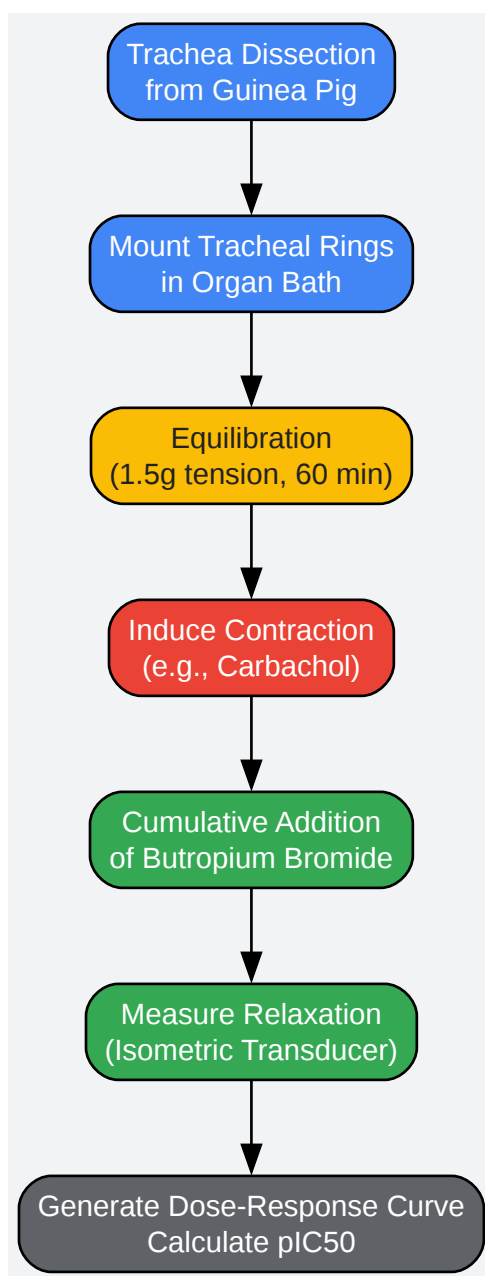 Trachea Dissection
from Guinea Pig
Mount Tracheal Rings
in Organ Bath
Equilibration
(1.5g tension, 60 min)
Induce Contraction
(e.g., Carbachol)
Cumulative Addition
of Butropium Bromide
Measure Relaxation
(Isometric Transducer)
Generate Dose-Response Curve
Calculate pIC50